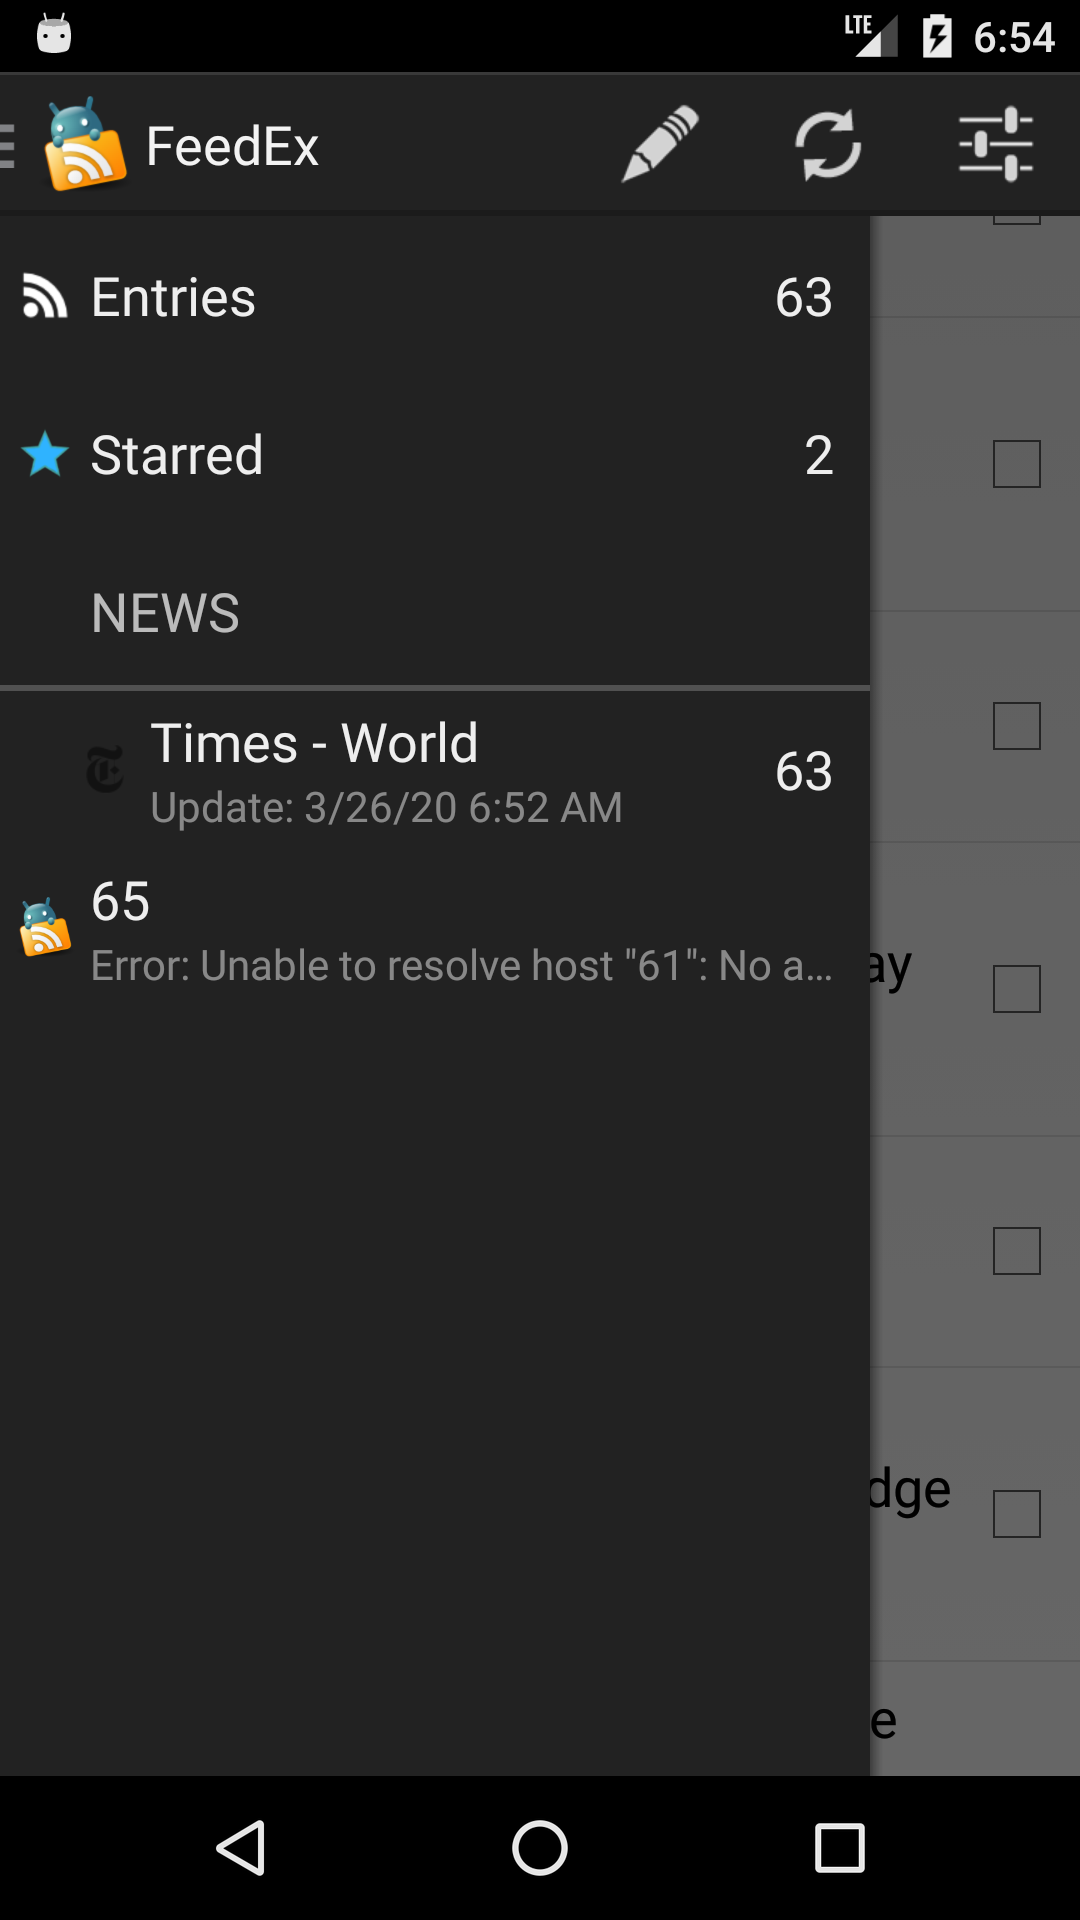 LTE 6:54
FeedEx
Entries 63
Starred 2
NEWS
Times - World 63
Update: 3/26/20 6:52 AM
65
Error: Unable to resolve host "61": No a...
ay
dge
e